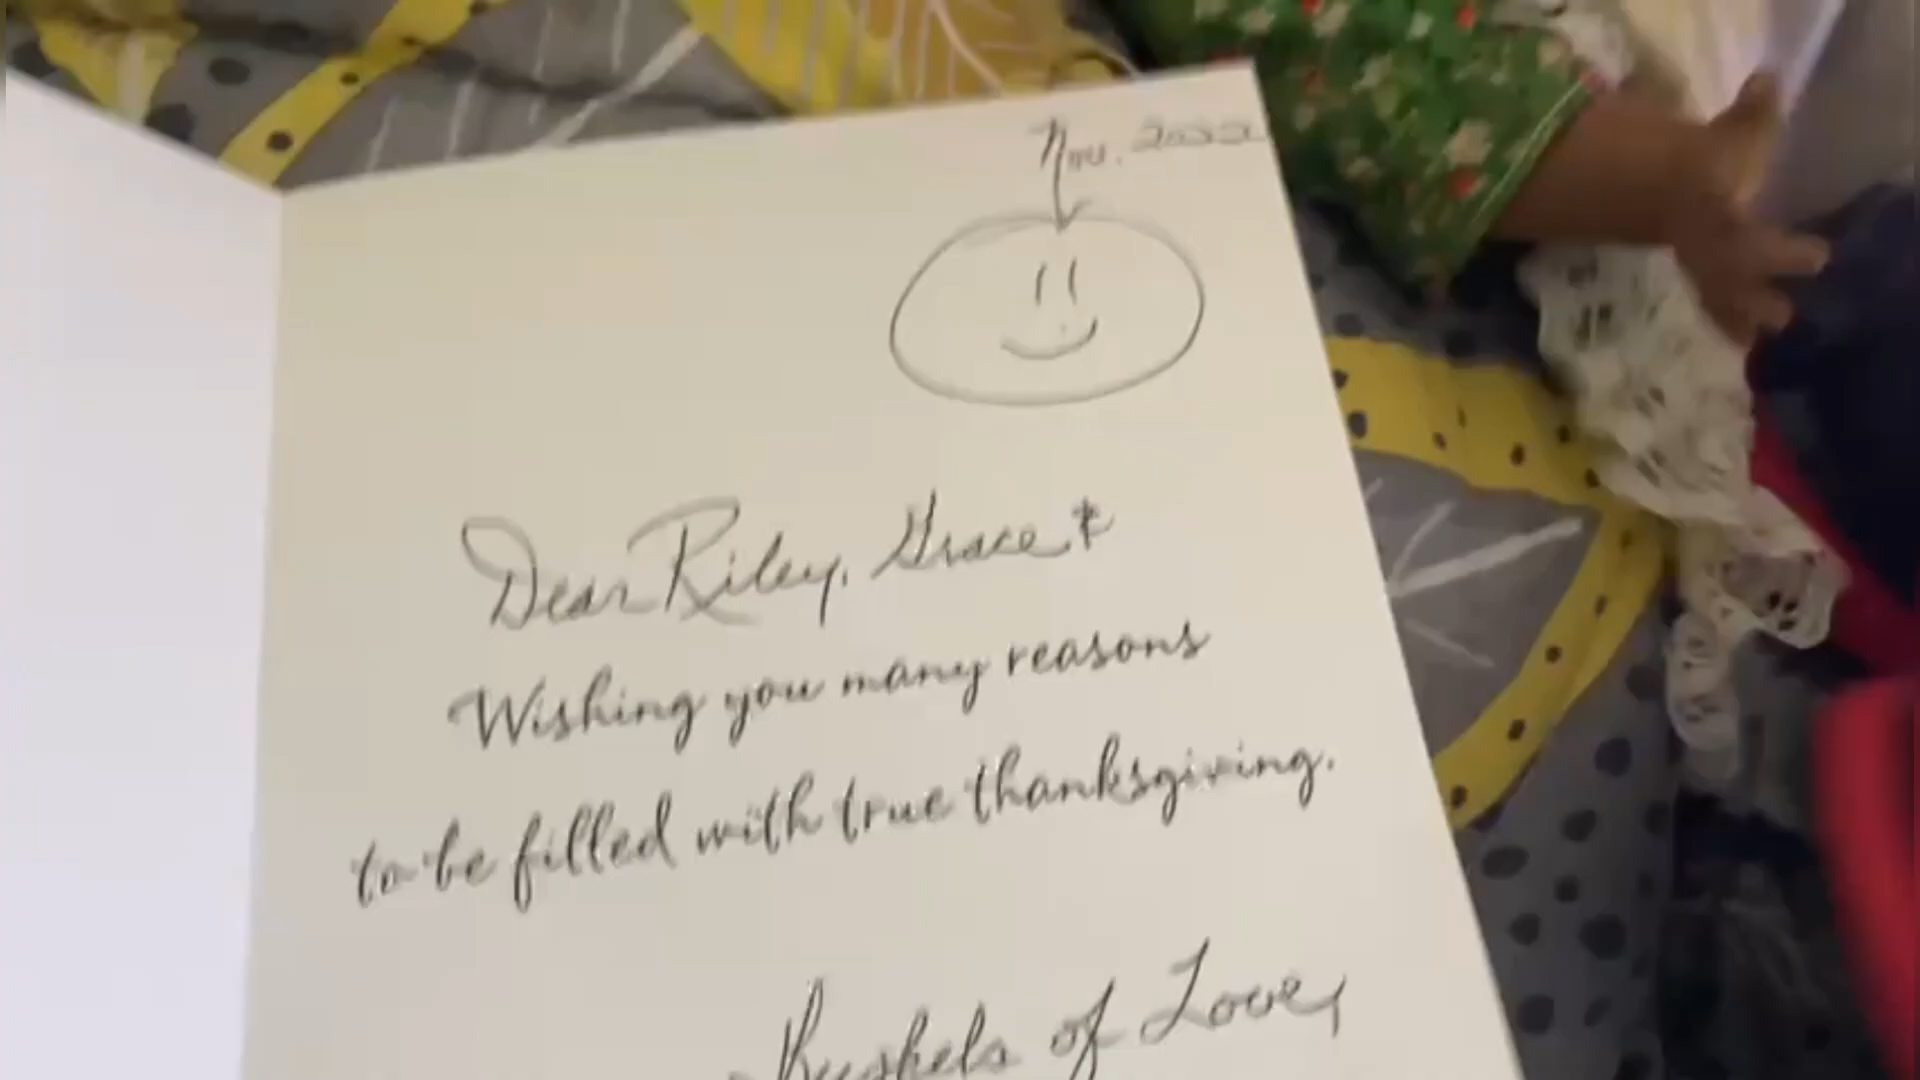 Nov. 2022
Dear Riley, Grace*
Wishing you many reasons
to be filled with true thanksgiving.
Bushels of Love,